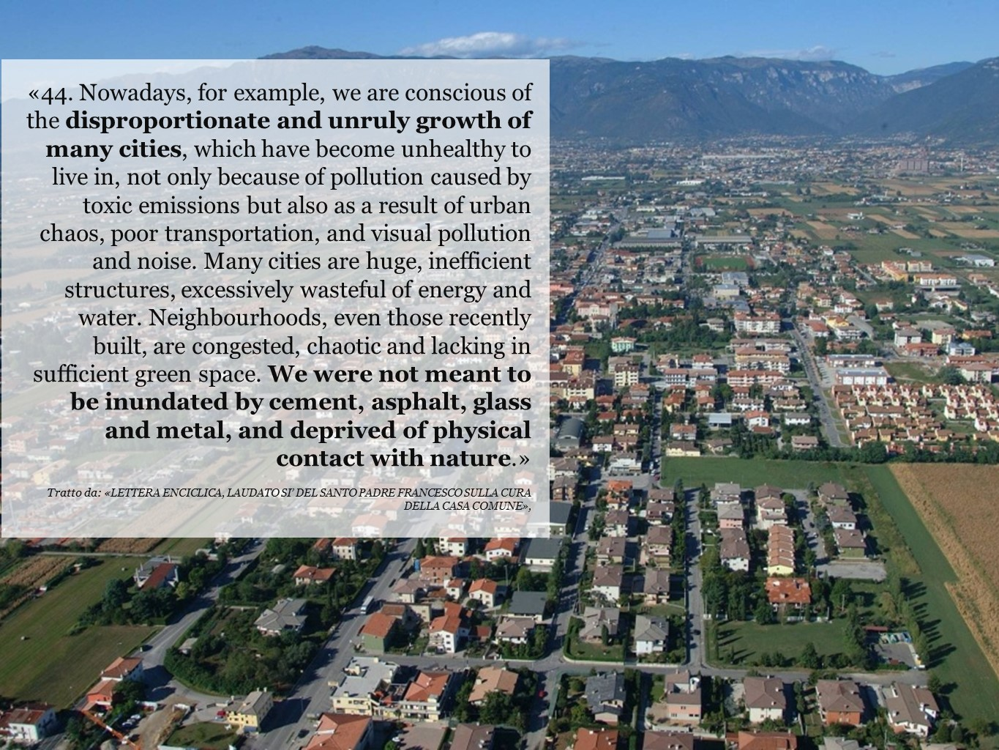 «44. Nowadays, for example, we are conscious of
the disproportionate and unruly growth of
many cities, which have become unhealthy to
live in, not only because of pollution caused by
toxic emissions but also as a result of urban
chaos, poor transportation, and visual pollution
and noise. Many cities are huge, inefficient
structures, excessively wasteful of energy and
water. Neighbourhoods, even those recently
built, are congested, chaotic and lacking in
sufficient green space. We were not meant to
be inundated by cement, asphalt, glass
and metal, and deprived of physical
contact with nature.»
Tratto da: «LETTERA ENCICLICA, LAUDATO SI' DEL SANTO PADRE FRANCESCO SULLA CURA
DELLA CASA COMUNE»,